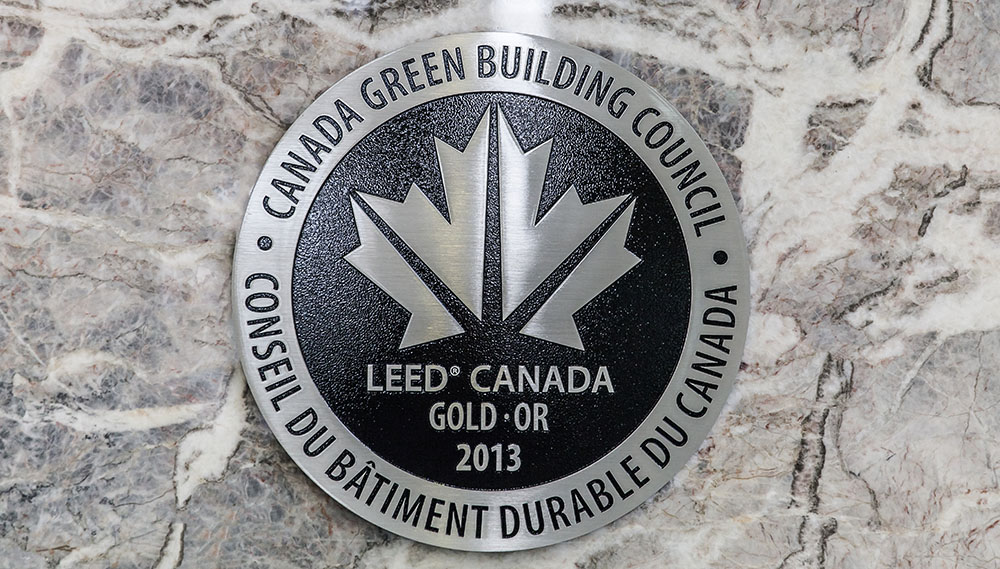 CANADA GREEN BUILDING COUNCIL
LEED® CANADA
GOLD · OR
2013
CONSEIL DU BÂTIMENT DURABLE DU CANADA